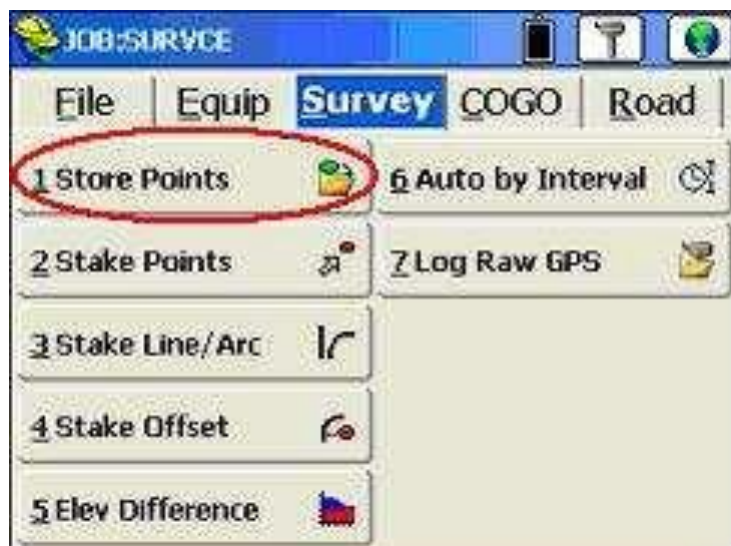 JOB:SURVCE
File Equip Survey COGO Road
1 Store Points
6 Auto by Interval
2 Stake Points
7 Log Raw GPS
3 Stake Line/Arc
4 Stake Offset
5 Elev Difference